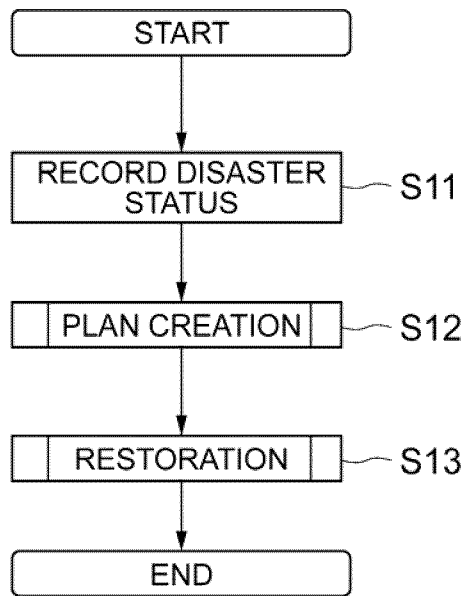 START
RECORD DISASTER
STATUS
S11
PLAN CREATION
S12
RESTORATION
S13
END